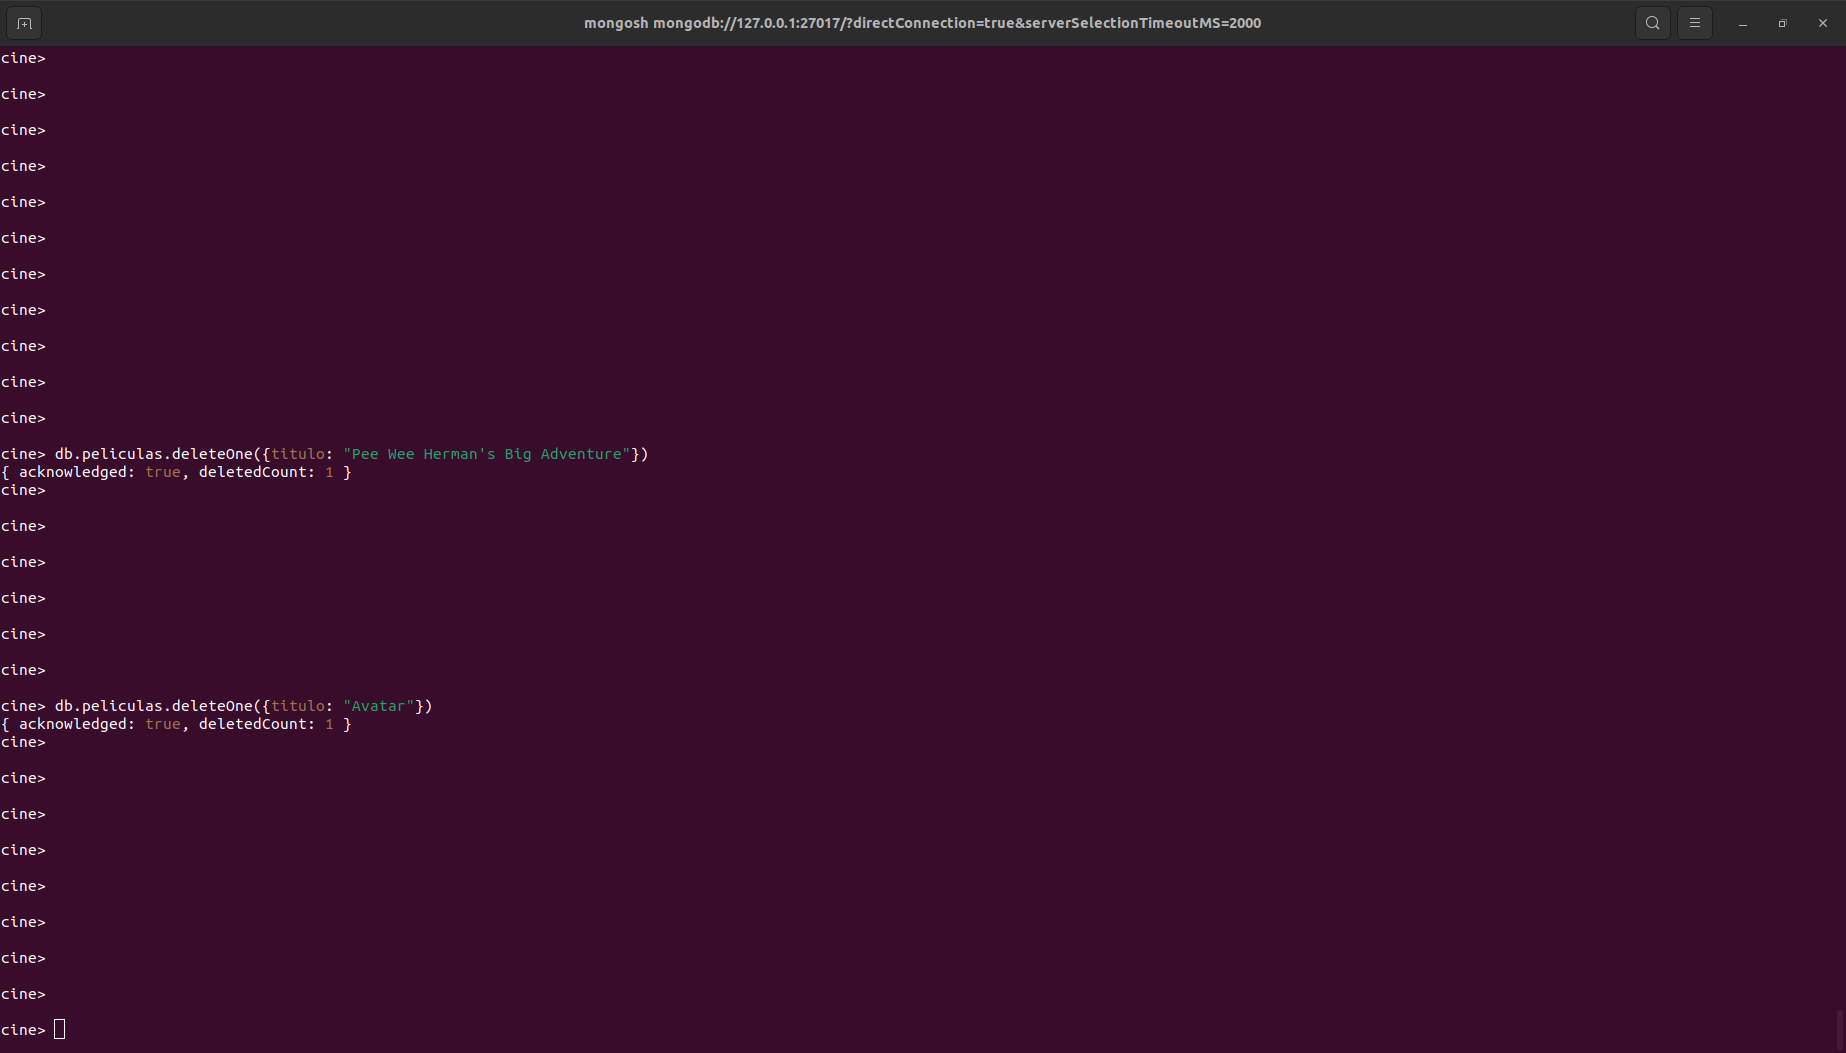 mongosh mongodb://127.0.0.1:27017/?directConnection=true&serverSelectionTimeoutMS=2000
cine>
cine>
cine>
cine>
cine>
cine>
cine>
cine>
cine>
cine>
cine>
cine> db.peliculas.deleteOne({titulo: "Pee Wee Herman's Big Adventure"})
{ acknowledged: true, deletedCount: 1 }
cine>
cine>
cine>
cine>
cine>
cine>
cine> db.peliculas.deleteOne({titulo: "Avatar"})
{ acknowledged: true, deletedCount: 1 }
cine>
cine>
cine>
cine>
cine>
cine>
cine>
cine>
cine>